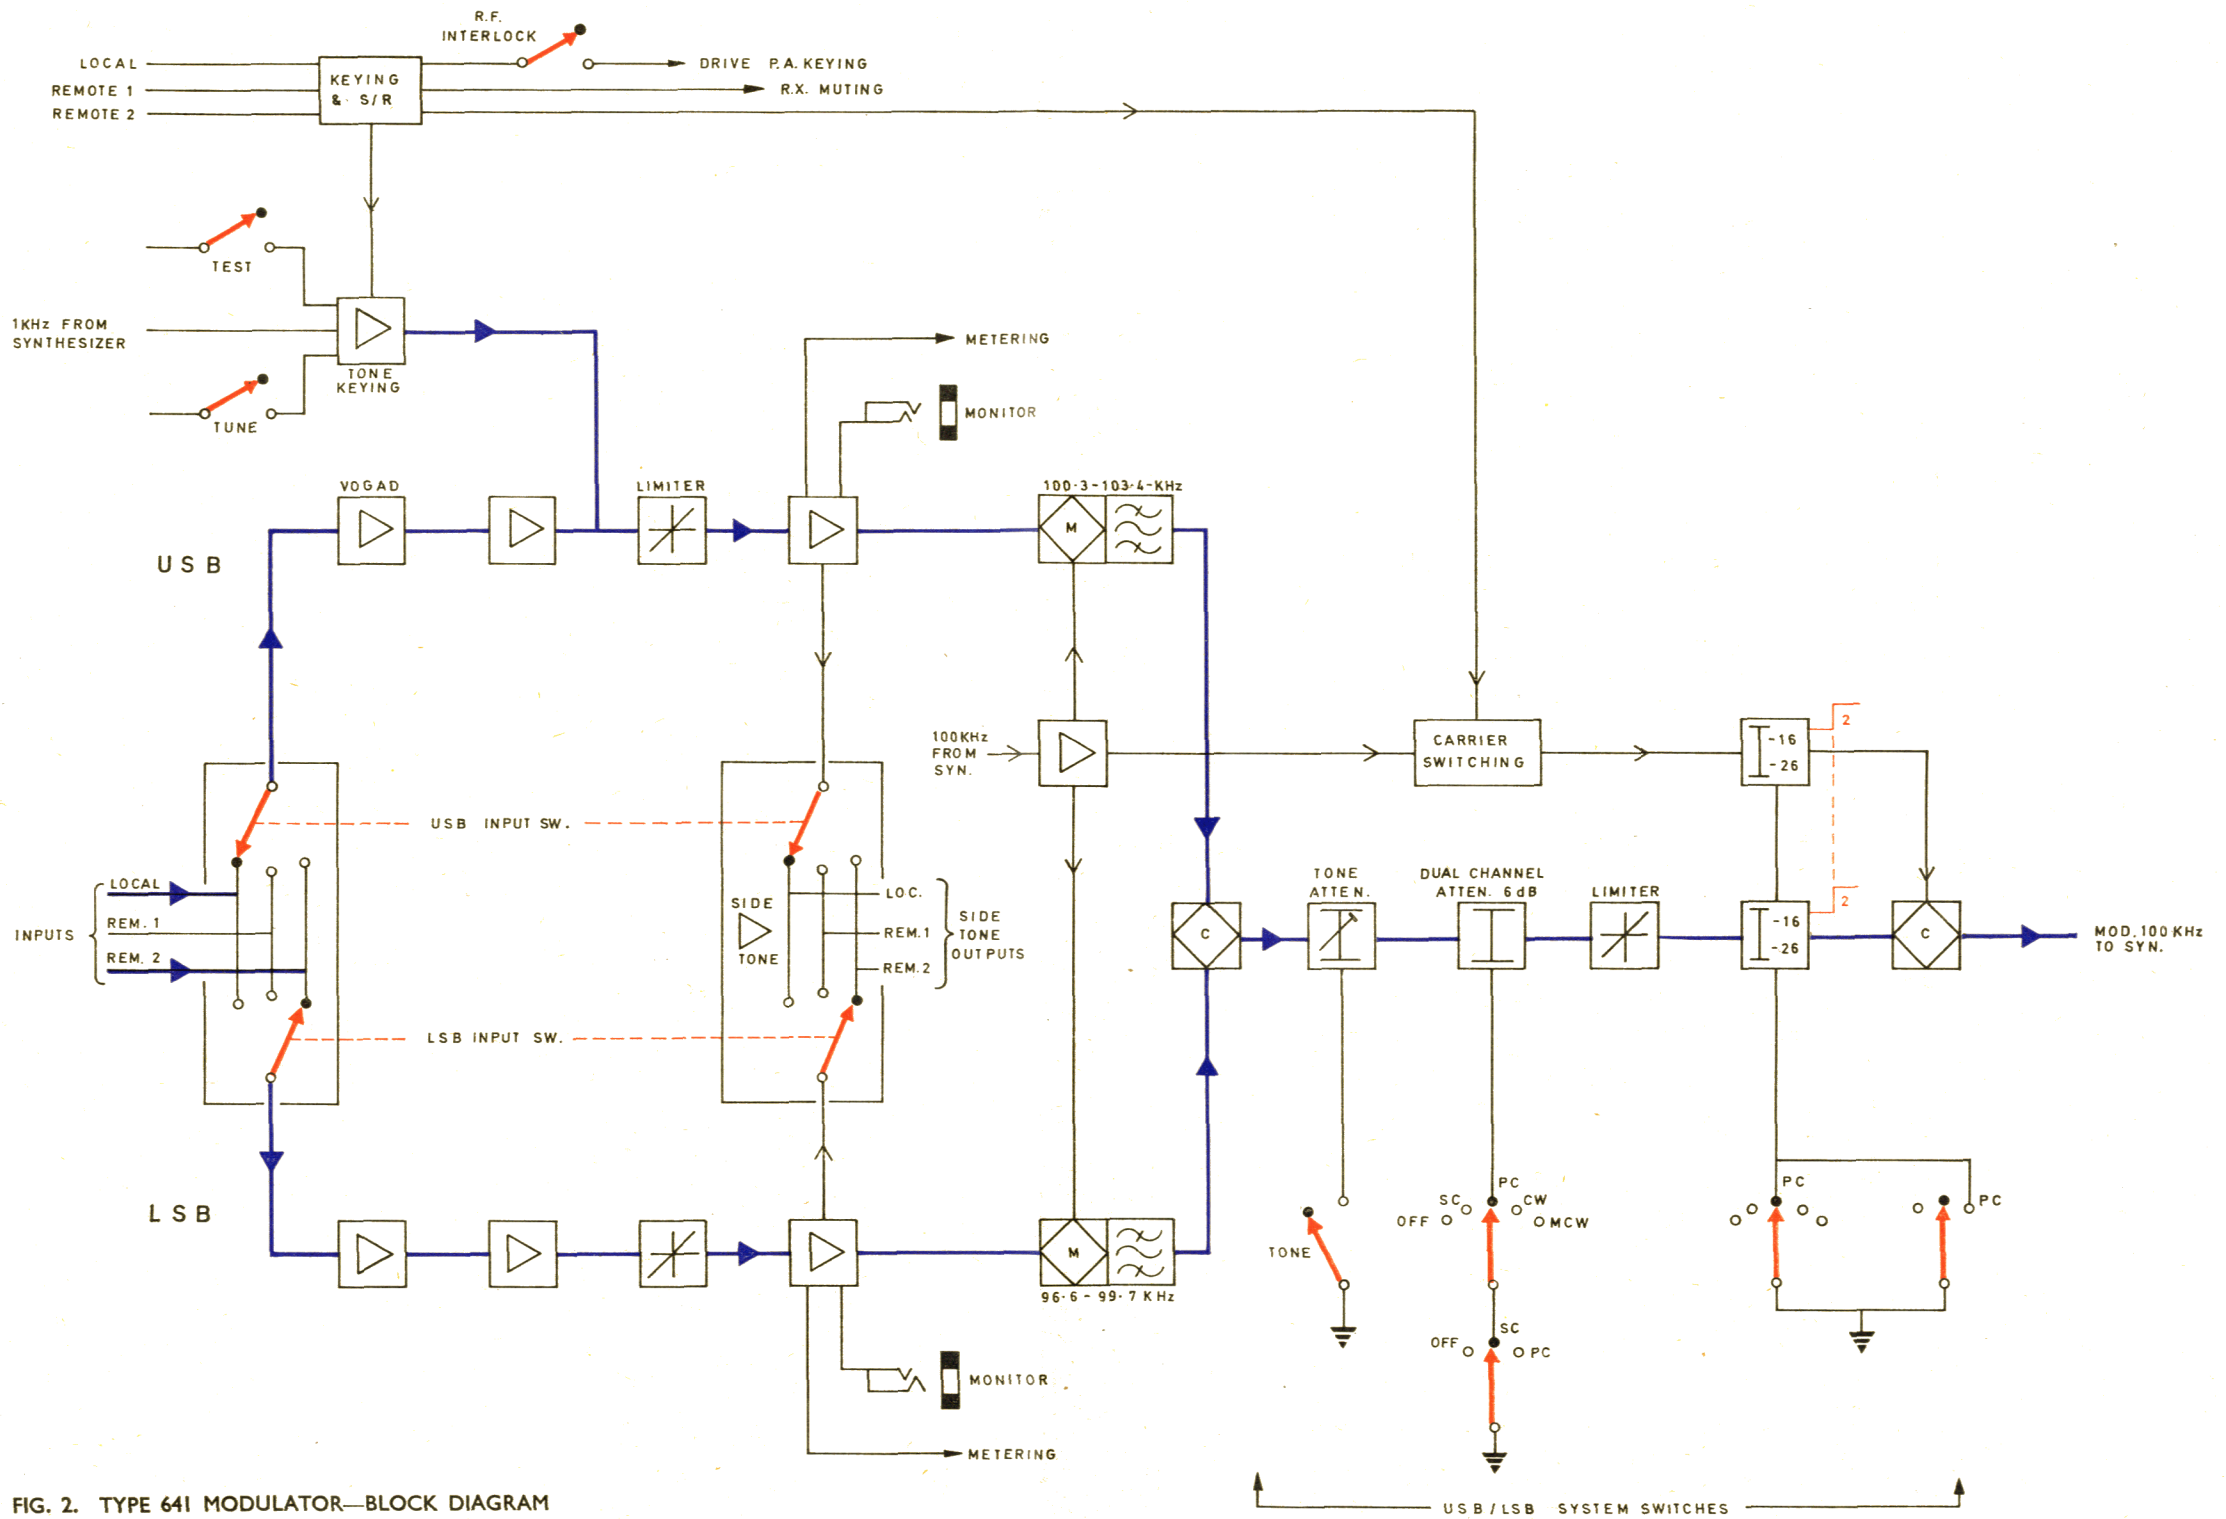 R.F.
INTERLOCK
LOCAL
REMOTE 1
REMOTE 2
KEYING
& S/R
DRIVE P.A. KEYING
R.X. MUTING
TEST
1KHz FROM
SYNTHESIZER
TONE
KEYING
TUNE
METERING
MONITOR
VOGAD
LIMITER
100·3-103·4-KHz
M
USB
100KHz
FROM
SYN.
CARRIER
SWITCHING
-16
-26
2
USB INPUT SW.
INPUTS
LOCAL
REM. 1
REM. 2
SIDE
TONE
LOC.
REM.1
REM.2
SIDE
TONE
OUTPUTS
C
TONE
ATTEN.
DUAL CHANNEL
ATTEN. 6dB
LIMITER
-16
-26
2
C
MOD. 100 KHz
TO SYN.
LSB INPUT SW.
LSB
M
96·6-99·7 KHz
TONE
OFF
SC
PC
CW
MCW
PC
PC
OFF
SC
PC
MONITOR
METERING
USB/LSB SYSTEM SWITCHES
FIG. 2. TYPE 641 MODULATOR—BLOCK DIAGRAM